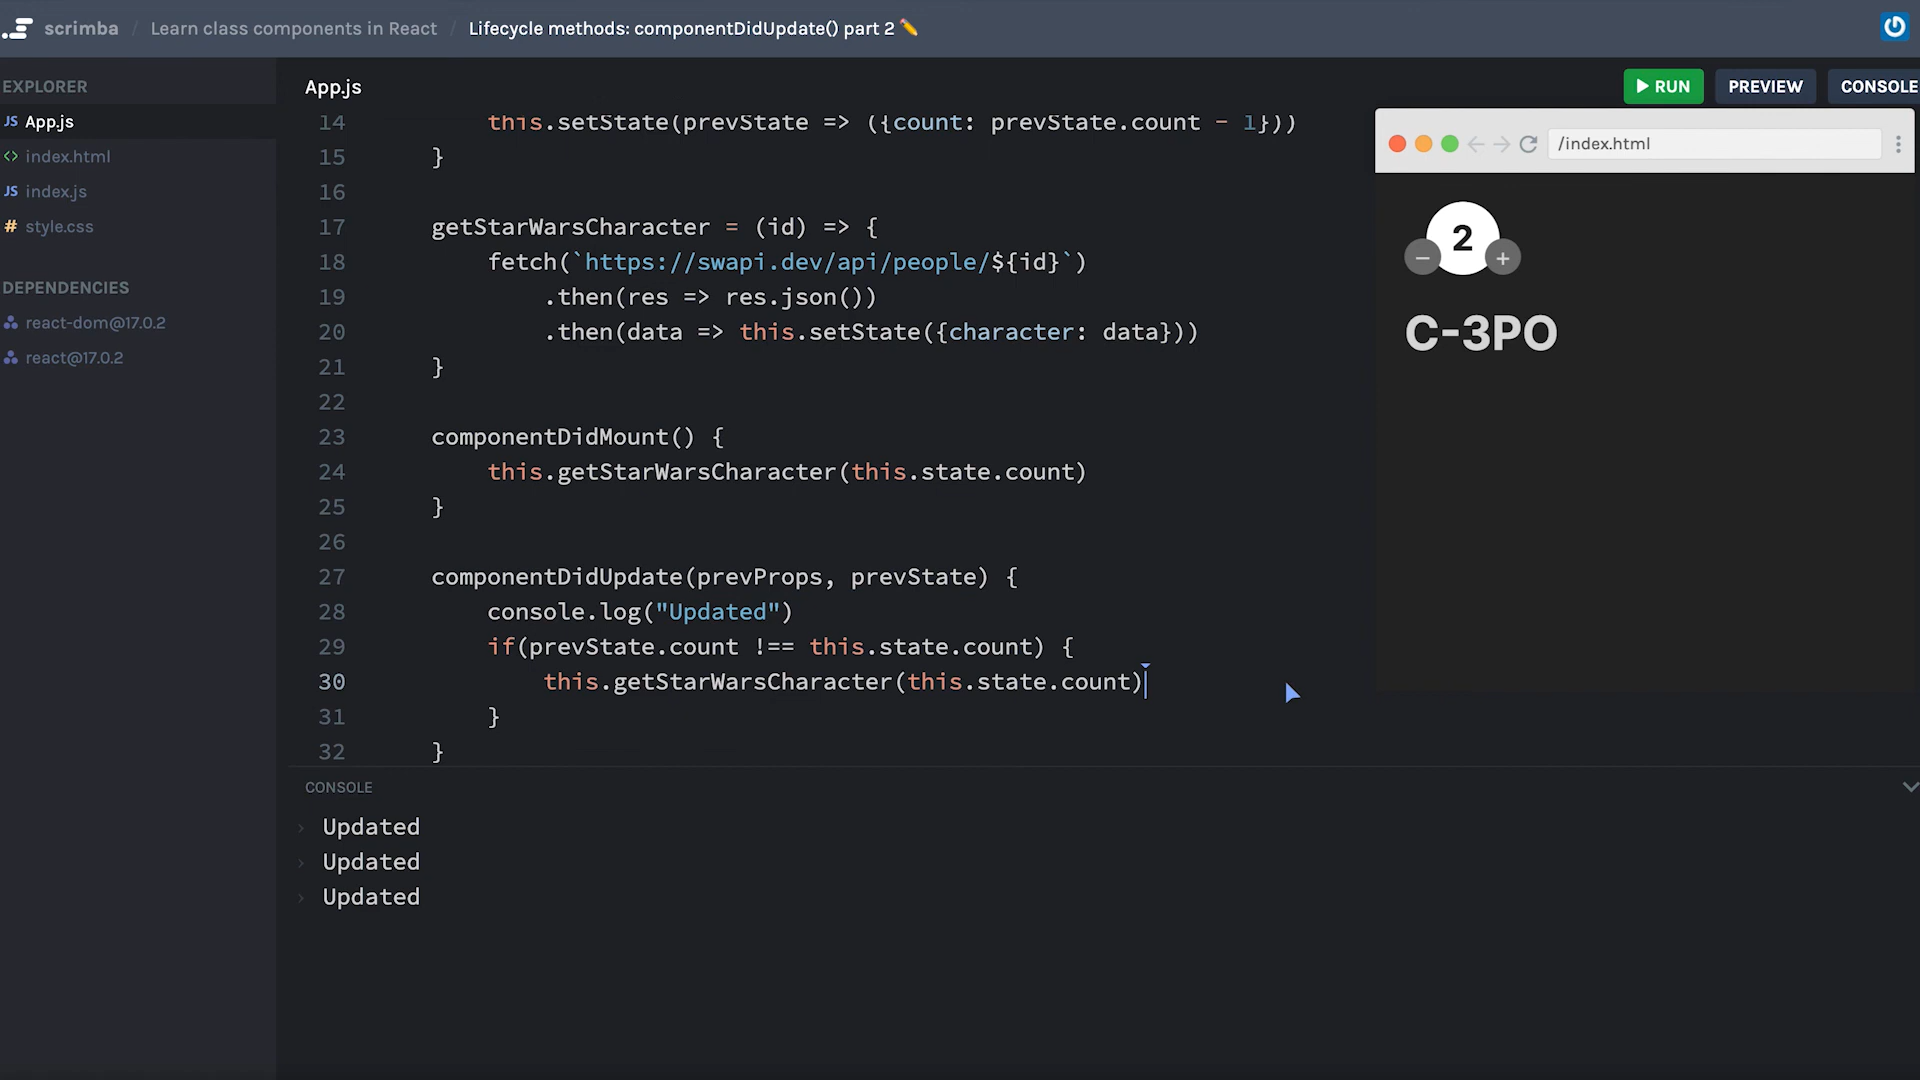 scrimba / Learn class components in React / Lifecycle methods: componentDidUpdate() part 2 ✏️
EXPLORER
JS App.js
<> index.html
JS index.js
# style.css
DEPENDENCIES
react-dom@17.0.2
react@17.0.2
App.js
RUN
PREVIEW
CONSOLE
14 this.setState(prevState => ({count: prevState.count - 1}))
15 }
16
17 getStarWarsCharacter = (id) => {
18 fetch(`https://swapi.dev/api/people/${id}`)
19 .then(res => res.json())
20 .then(data => this.setState({character: data}))
21 }
22
23 componentDidMount() {
24 this.getStarWarsCharacter(this.state.count)
25 }
26
27 componentDidUpdate(prevProps, prevState) {
28 console.log("Updated")
29 if(prevState.count !== this.state.count) {
30 this.getStarWarsCharacter(this.state.count)
31 }
32 }
/index.html
2
− +
C-3PO
CONSOLE
› Updated
› Updated
› Updated